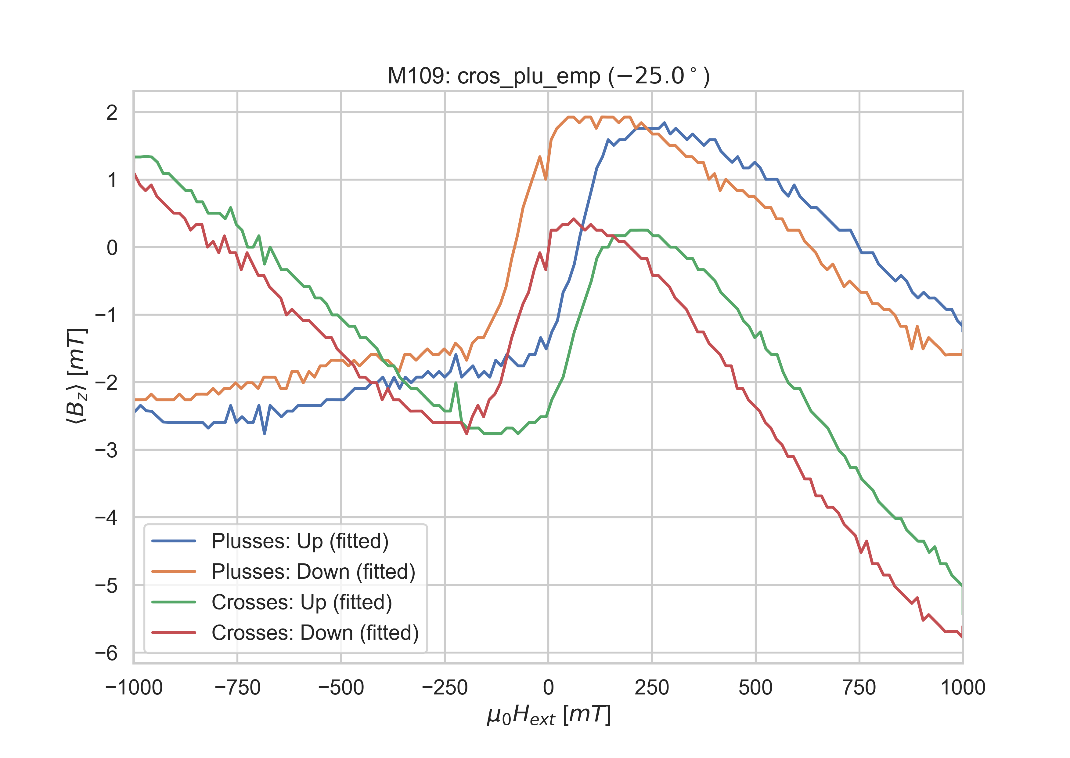 M109: cros_plu_emp (−25.0°)
⟨B_z⟩ [mT]
2
1
0
−1
−2
−3
−4
−5
−6
Plusses: Up (fitted)
Plusses: Down (fitted)
Crosses: Up (fitted)
Crosses: Down (fitted)
−1000 −750 −500 −250 0 250 500 750 1000
μ₀H_ext [mT]